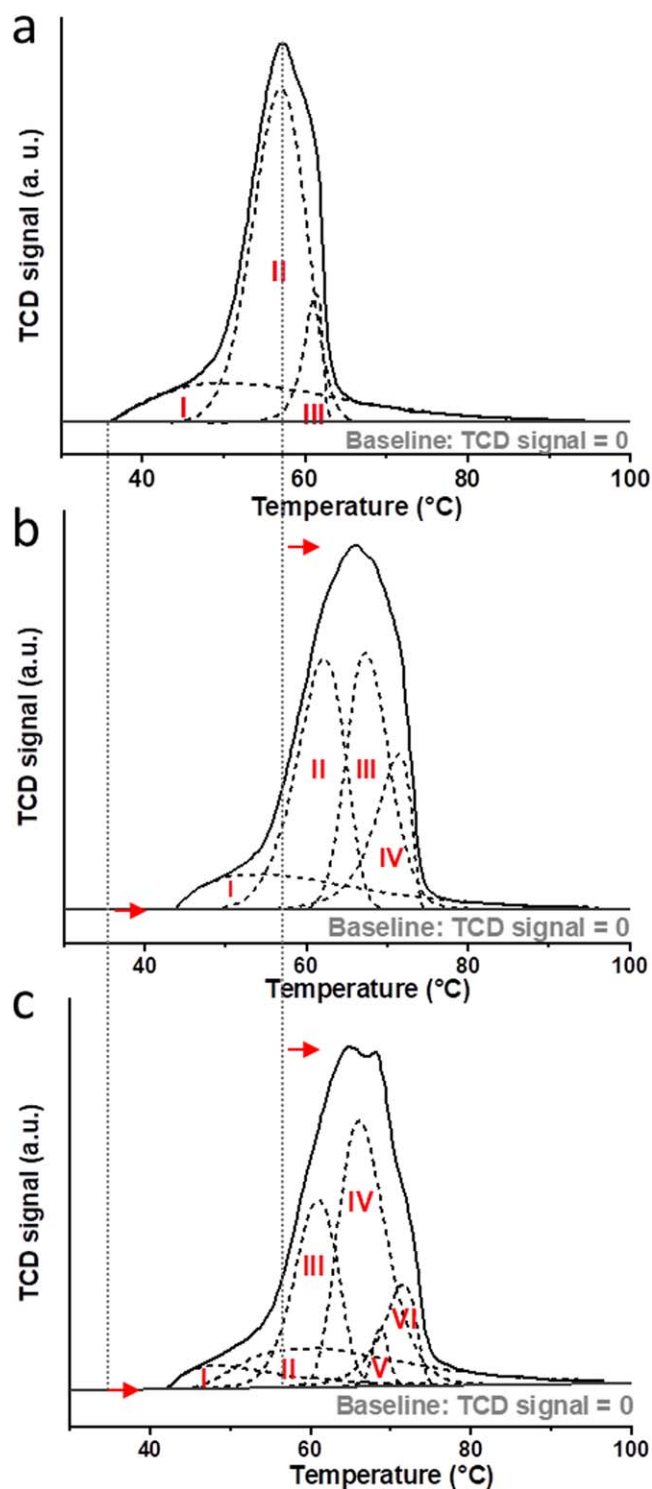 a
TCD signal (a. u.)
II
I
III
Baseline: TCD signal = 0
40 60 80 100
Temperature (°C)
b
TCD signal (a.u.)
II III
IV
I
Baseline: TCD signal = 0
40 60 80 100
Temperature (°C)
c
TCD signal (a.u.)
IV
III
VI
I II V
Baseline: TCD signal = 0
40 60 80 100
Temperature (°C)